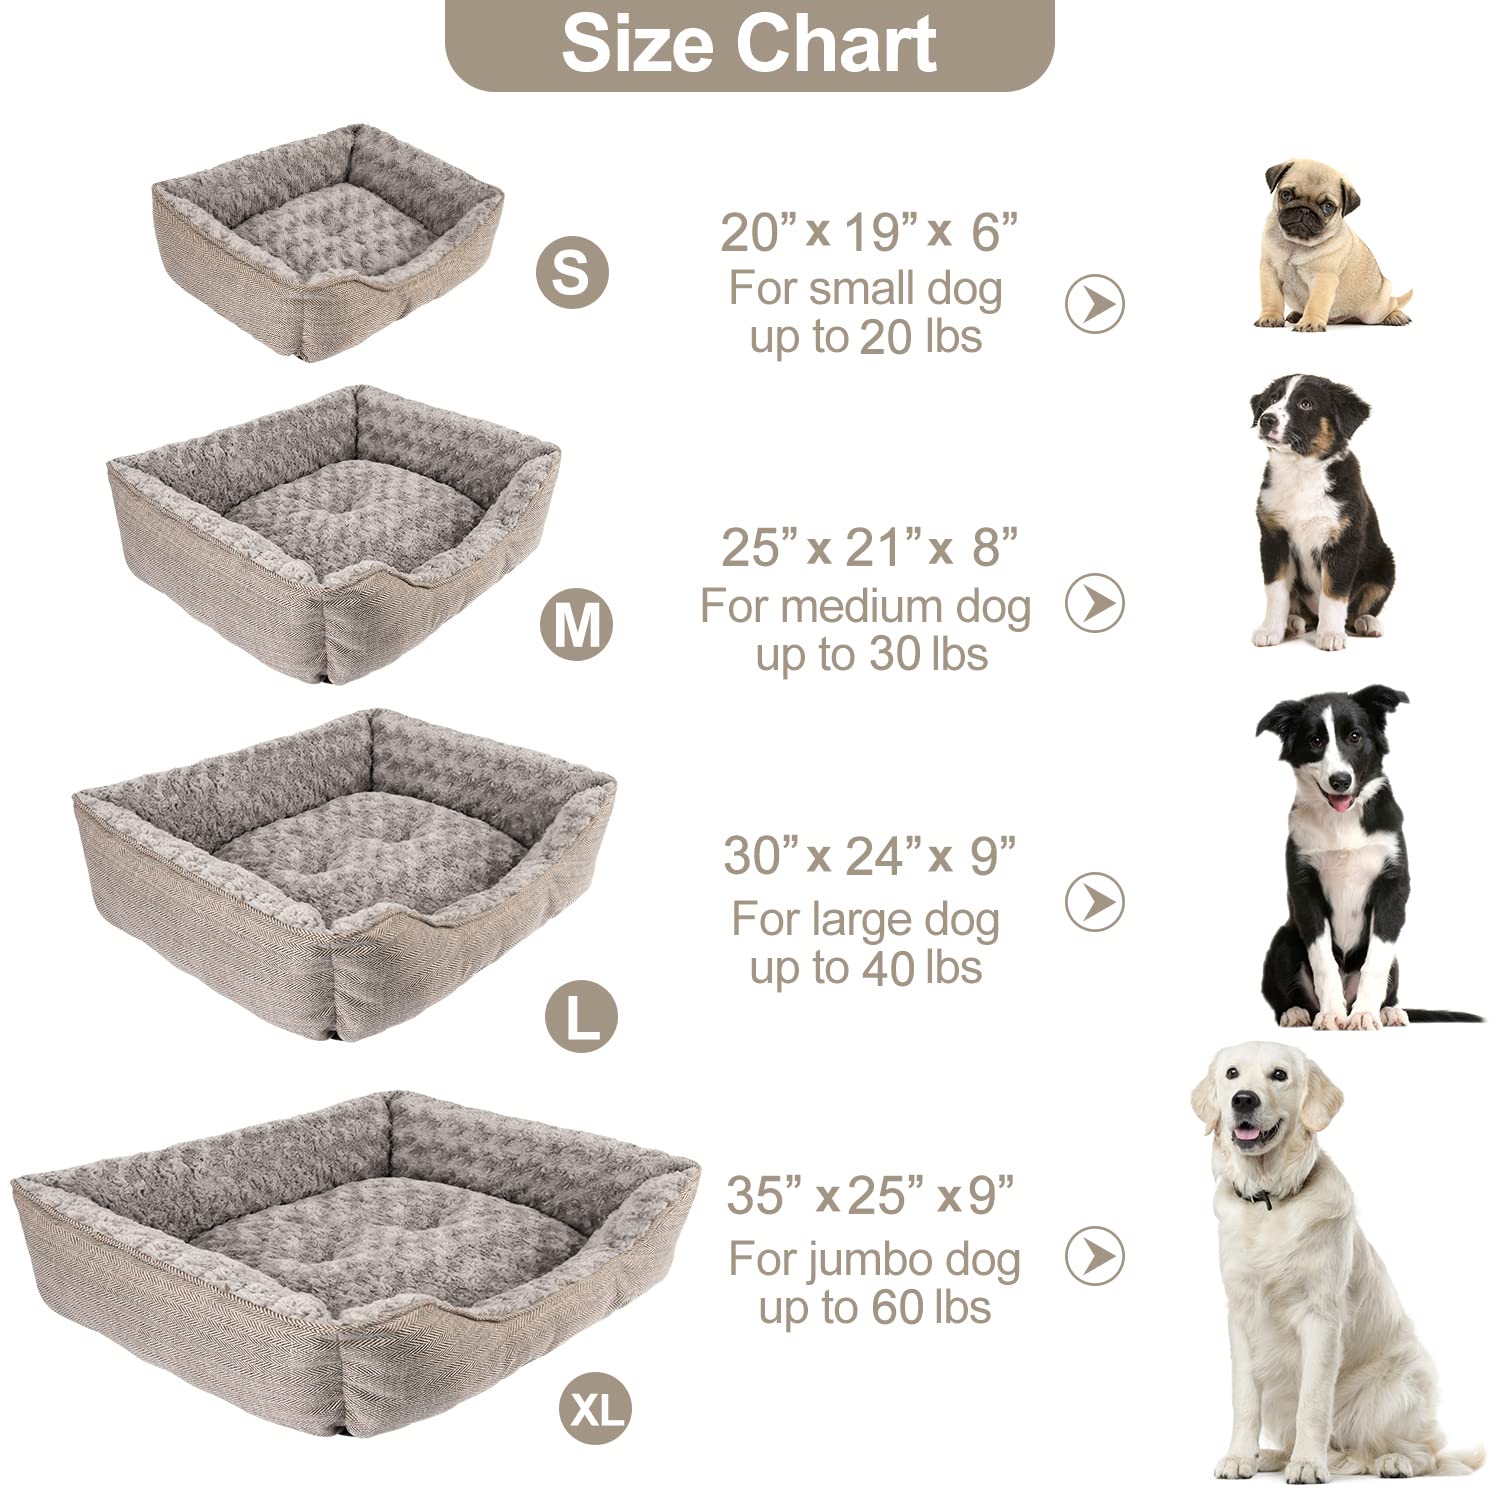 Size Chart
S
20” x 19” x 6”
For small dog
up to 20 lbs
M
25” x 21” x 8”
For medium dog
up to 30 lbs
L
30” x 24” x 9”
For large dog
up to 40 lbs
XL
35” x 25” x 9”
For jumbo dog
up to 60 lbs